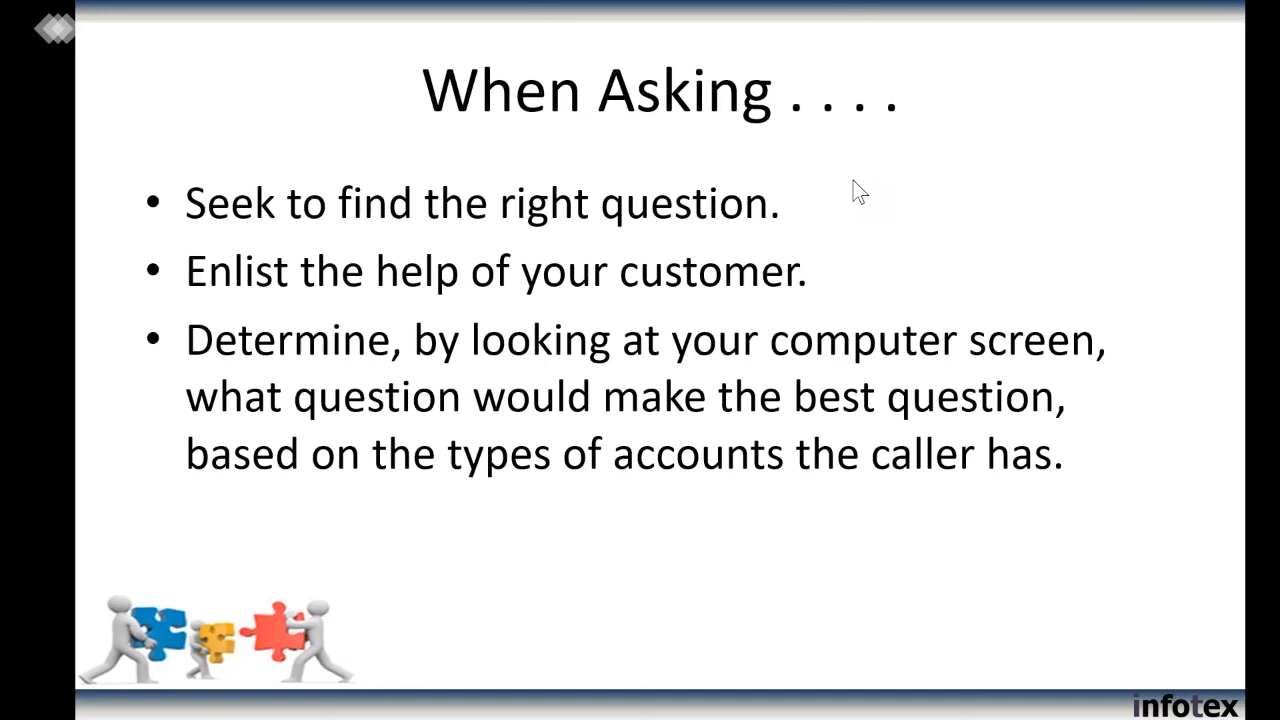 When Asking . . . .
• Seek to find the right question.
• Enlist the help of your customer.
• Determine, by looking at your computer screen,
what question would make the best question,
based on the types of accounts the caller has.
infotex